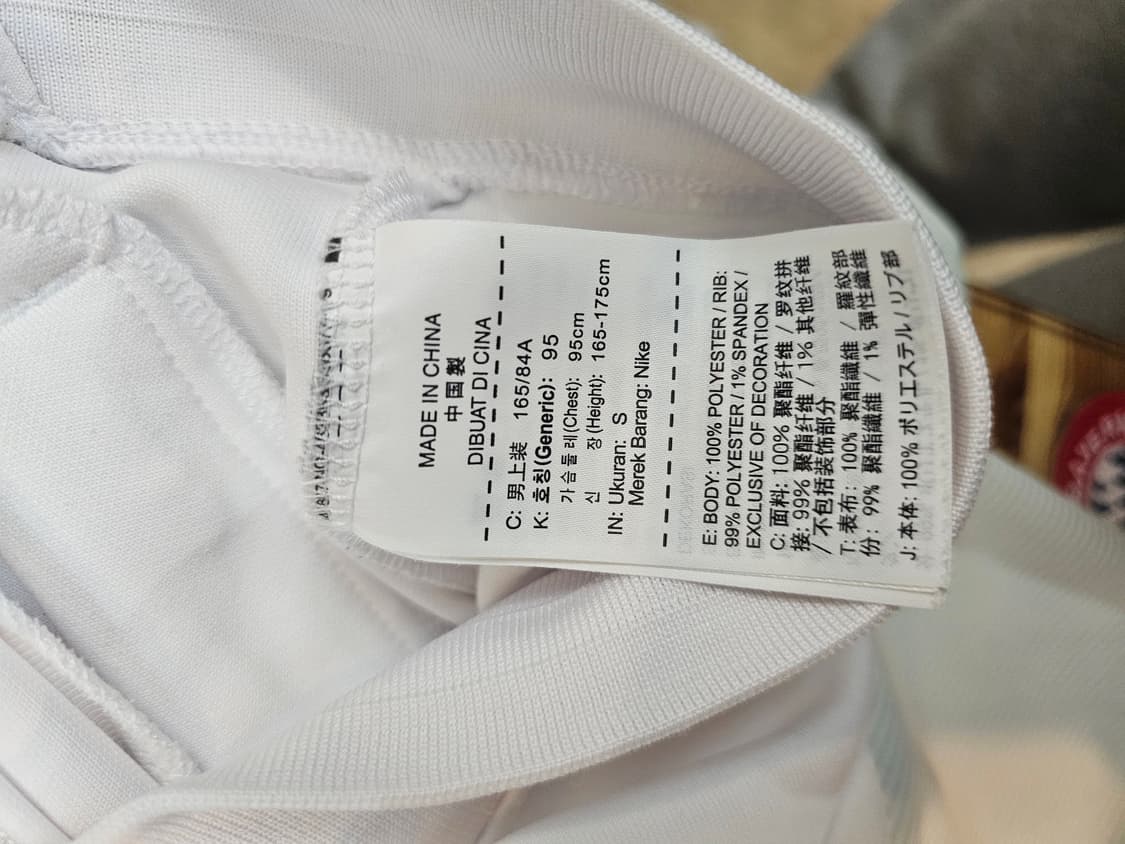 MADE IN CHINA
中国製
DIBUAT DI CINA
C: 男上装 165/84A
K: 호칭(Generic): 95
가슴둘레(Chest): 95cm
신 장(Height): 165-175cm
IN: Ukuran: S
Merek Barang: Nike
E: BODY: 100% POLYESTER / RIB:
99% POLYESTER / 1% SPANDEX /
EXCLUSIVE OF DECORATION
C: 面料: 100% 聚酯纤维 / 罗纹拼
接: 99% 聚酯纤维 / 1% 其他纤维
/ 不包括装饰部分
T: 表布: 100% 聚酯纖維 / 羅紋部
份: 99% 聚酯纖維 / 1% 彈性纖維
J: 本体: 100% ポリエステル / リブ部